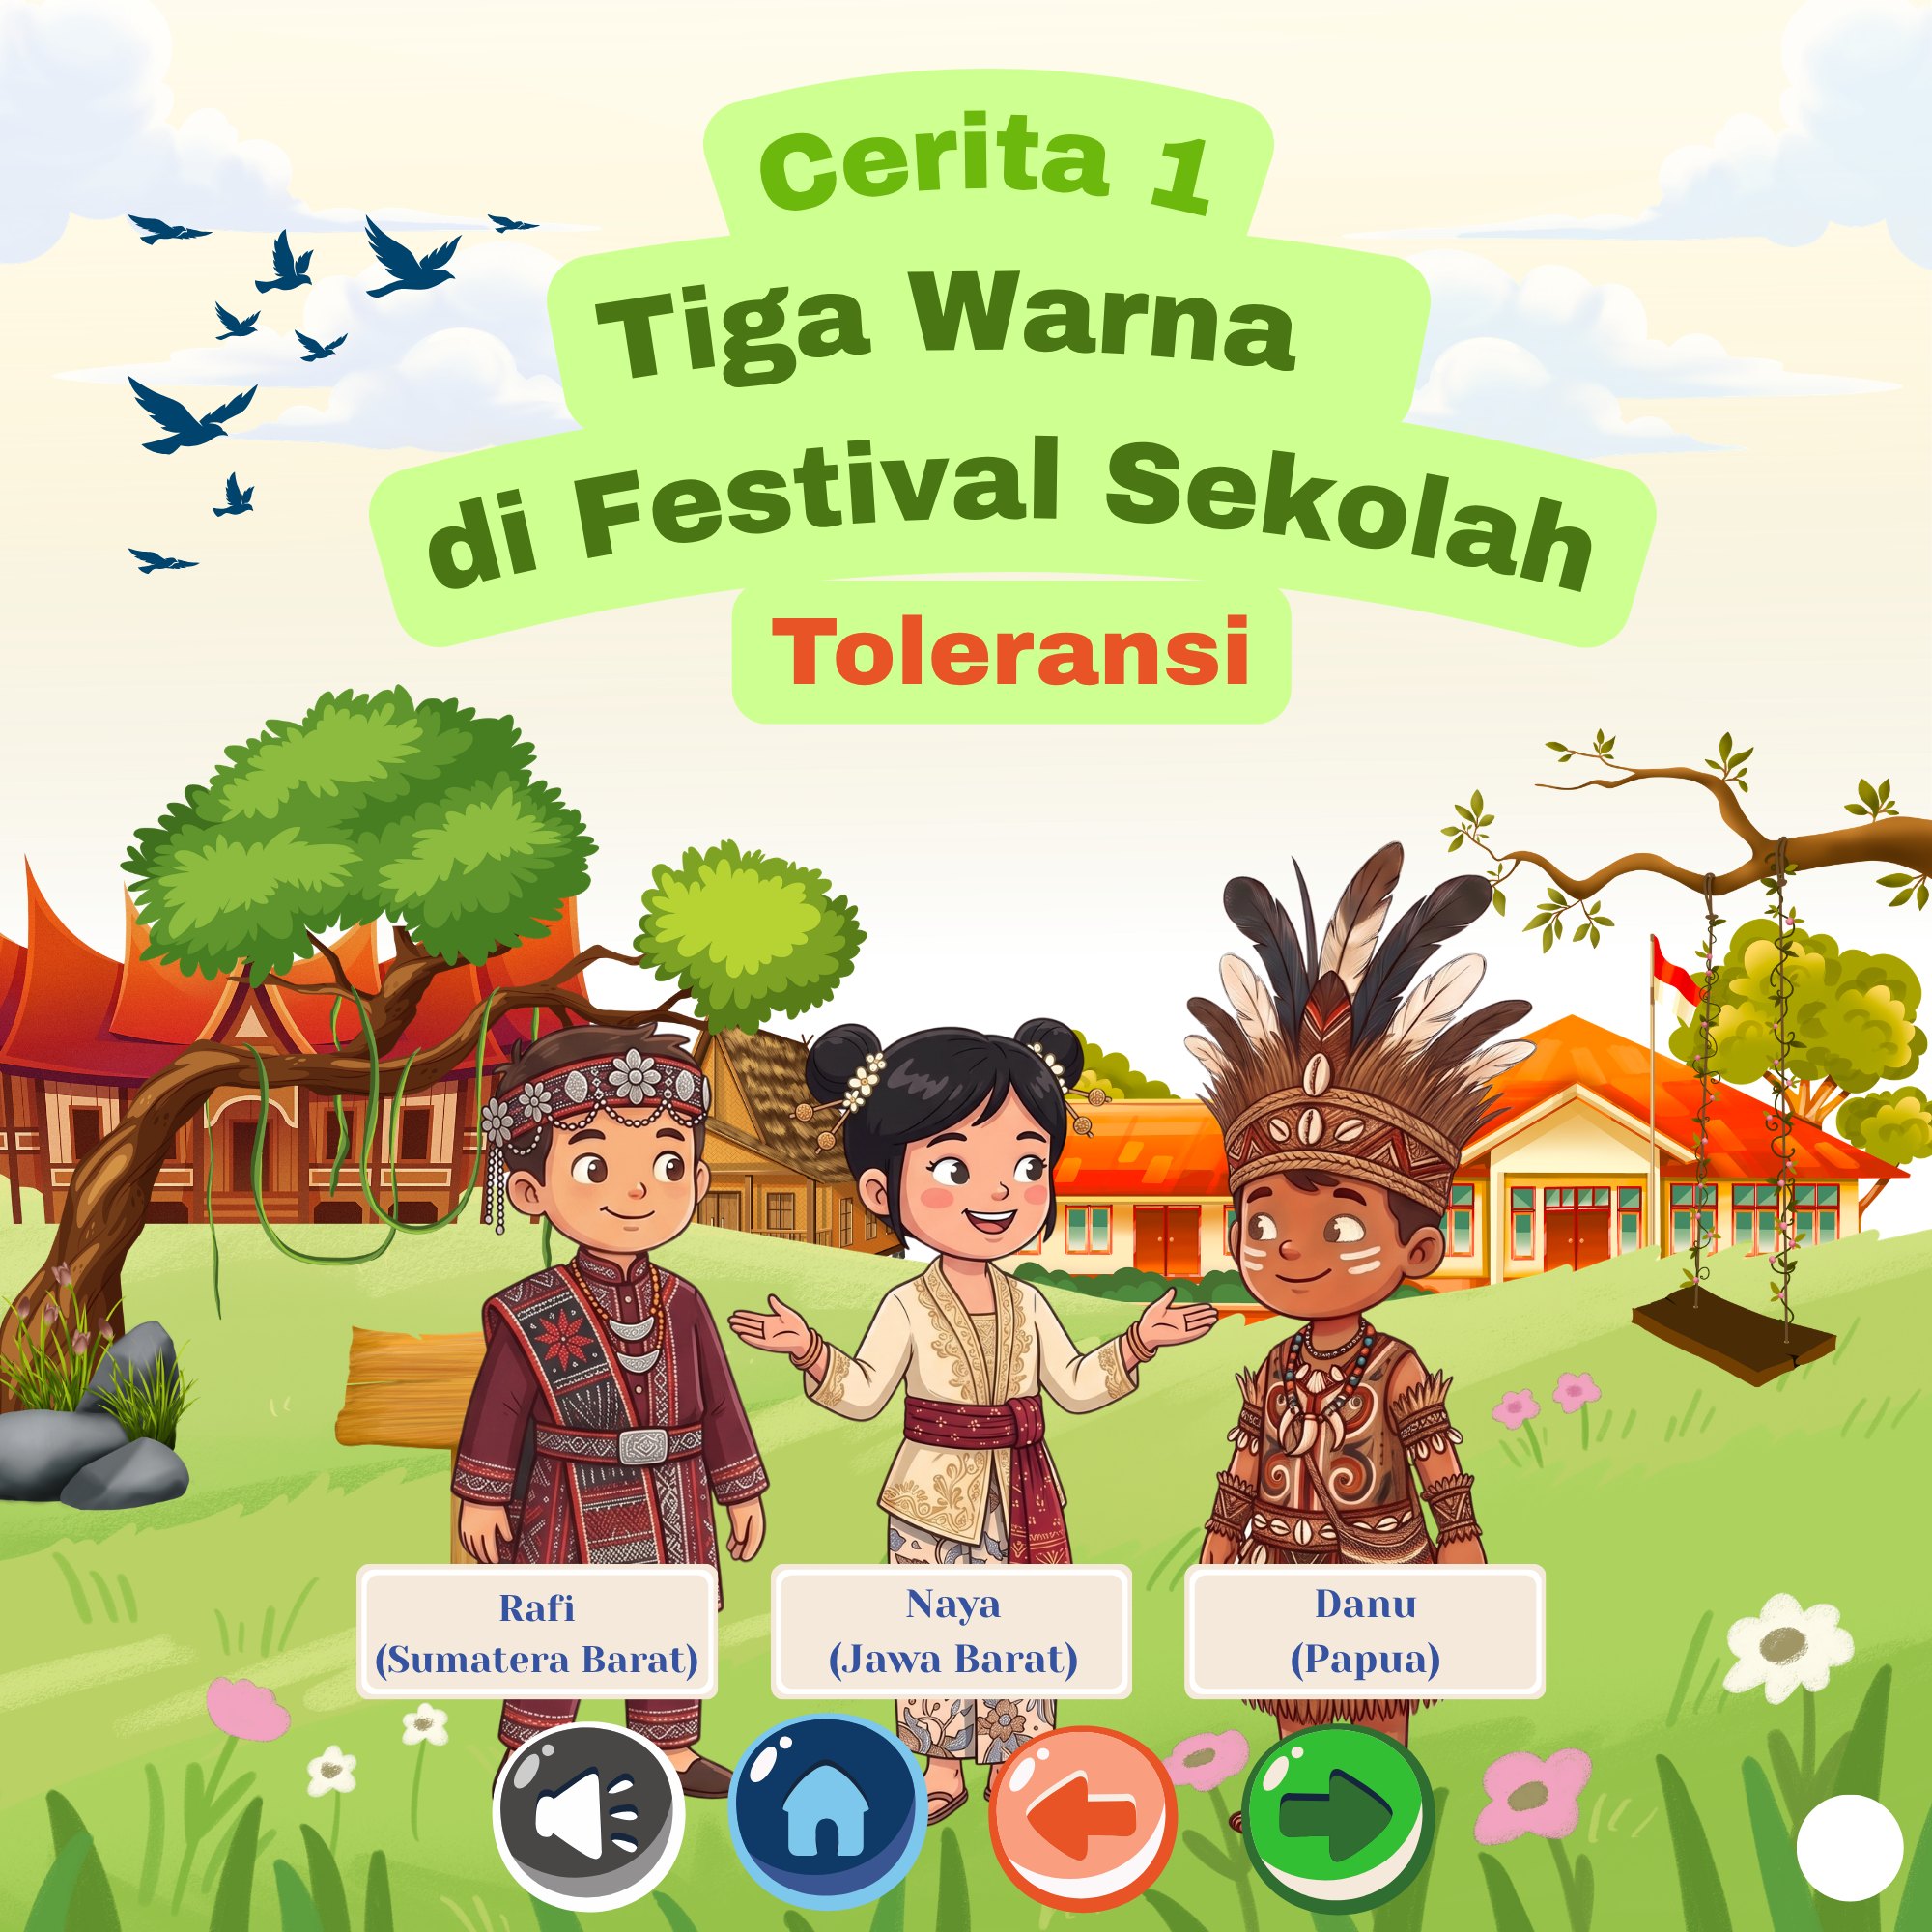 Cerita 1
Tiga Warna
di Festival Sekolah
Toleransi
Rafi
(Sumatera Barat)
Naya
(Jawa Barat)
Danu
(Papua)